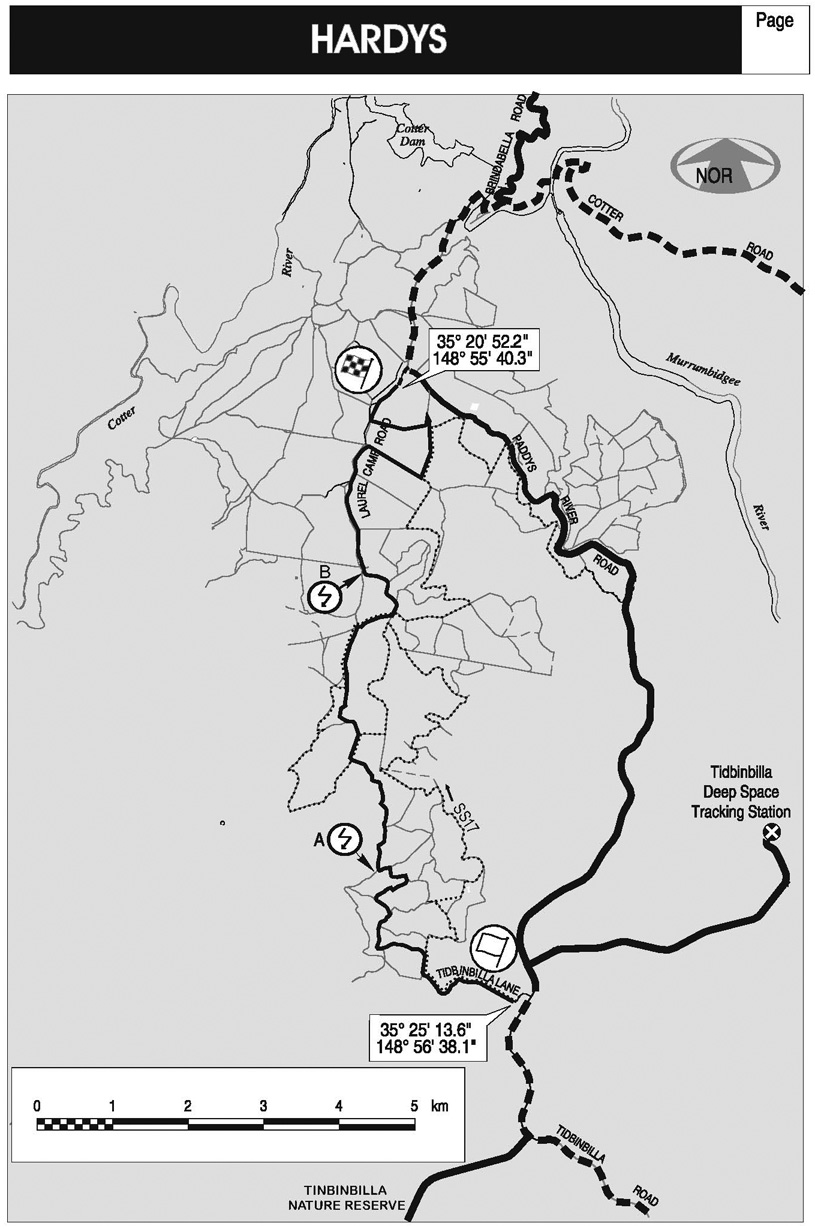 HARDYS
Page
Cotter
Dam
BRINDABELLA ROAD
NOR
COTTER
ROAD
River
35° 20' 52.2"
148° 55' 40.3"
Murrumbidgee
Cotter
LAUREL CAMP ROAD
PADDYS
RIVER
ROAD
River
B
Tidbinbilla
Deep Space
Tracking Station
SS17
A
TIDBINBILLA LANE
35° 25' 13.6"
148° 56' 38.1"
0 1 2 3 4 5 km
TIDBINBILLA
ROAD
TINBINBILLA
NATURE RESERVE